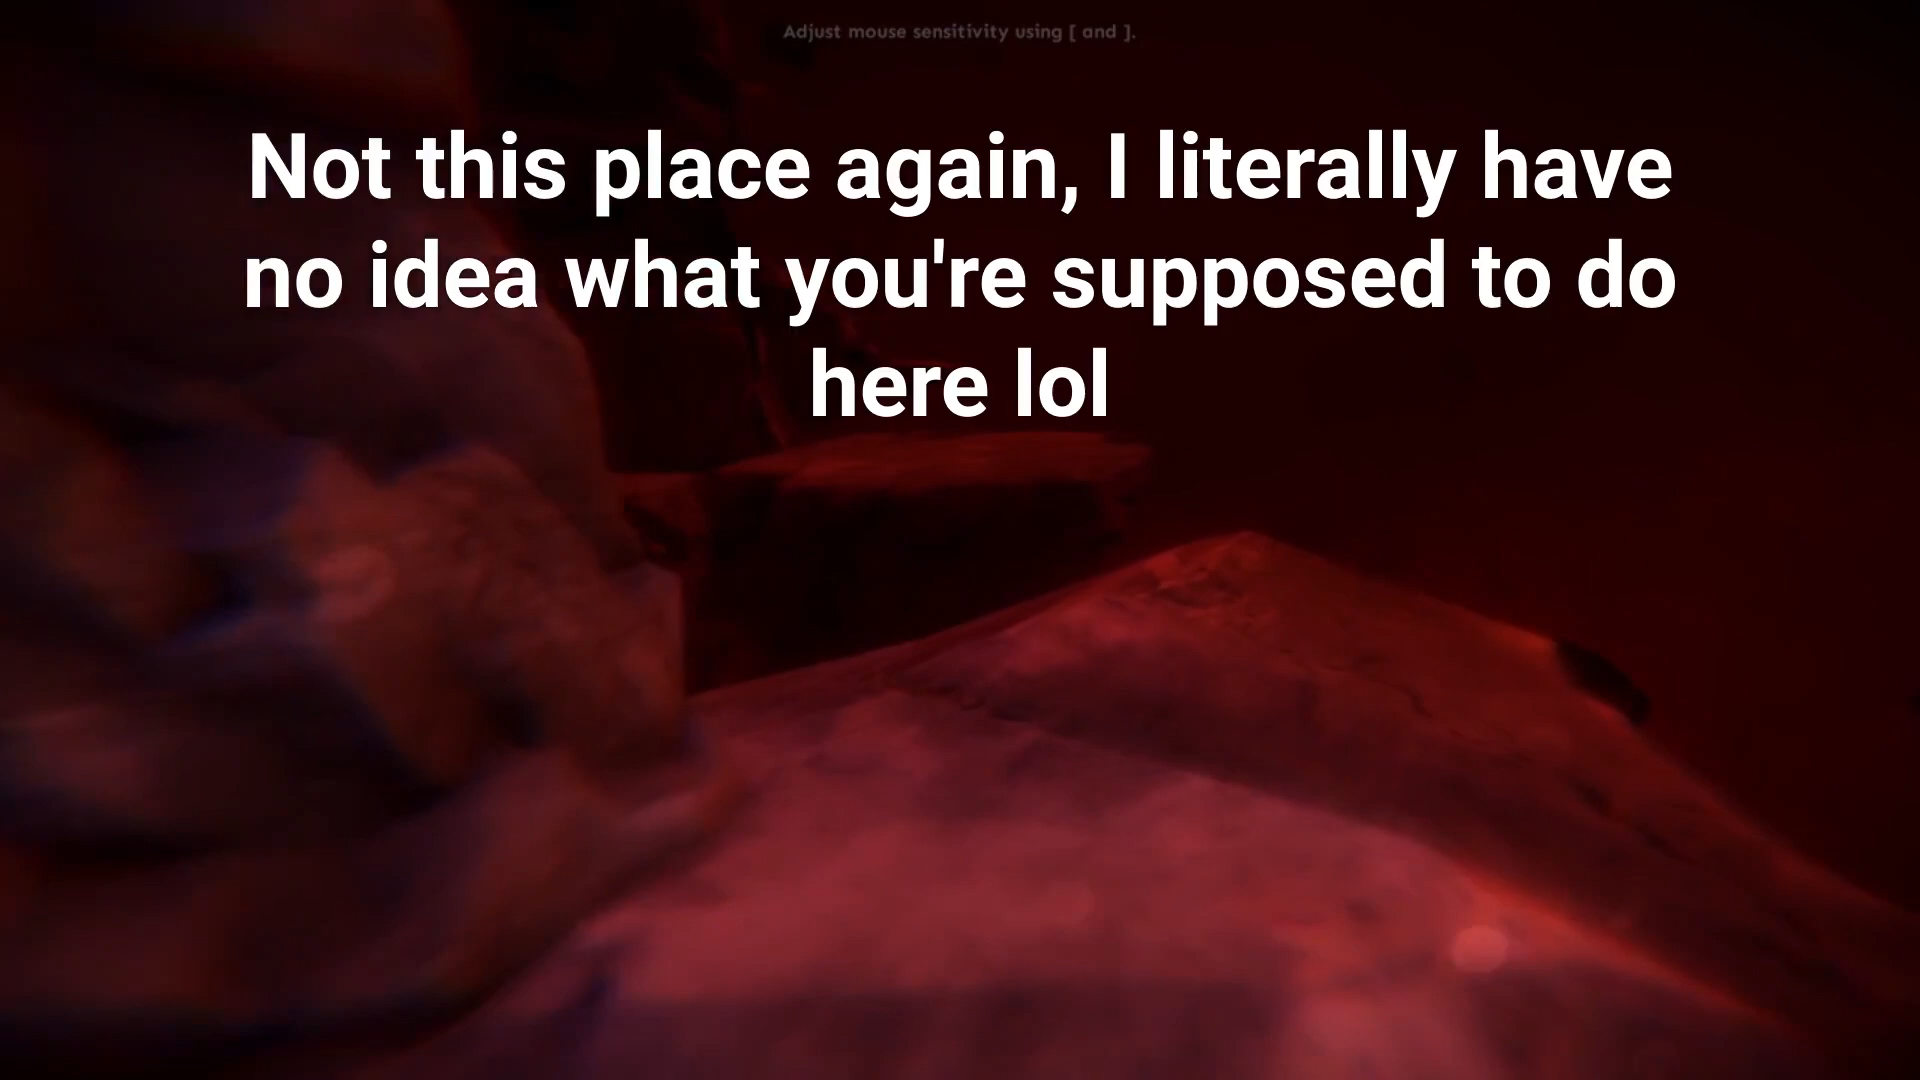 Adjust mouse sensitivity using [ and ].
Not this place again, I literally have
no idea what you're supposed to do
here lol